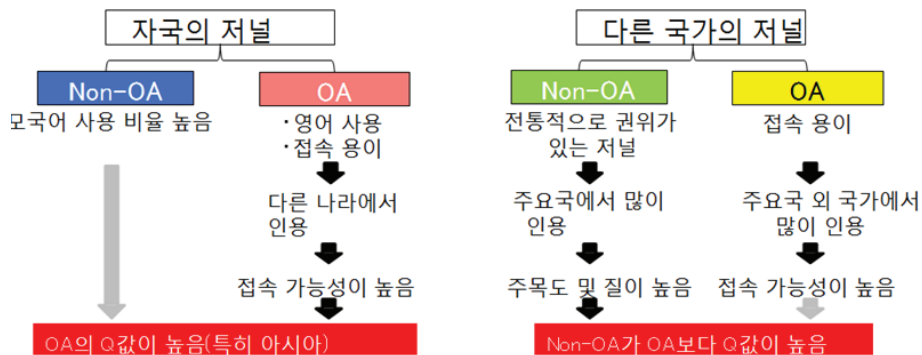 자국의 저널
Non-OA
모국어 사용 비율 높음
OA
·영어 사용
·접속 용이
다른 나라에서
인용
접속 가능성이 높음
OA의 Q값이 높음(특히 아시아)
다른 국가의 저널
Non-OA
전통적으로 권위가
있는 저널
주요국에서 많이
인용
주목도 및 질이 높음
OA
접속 용이
주요국 외 국가에서
많이 인용
접속 가능성이 높음
Non-OA가 OA보다 Q값이 높음